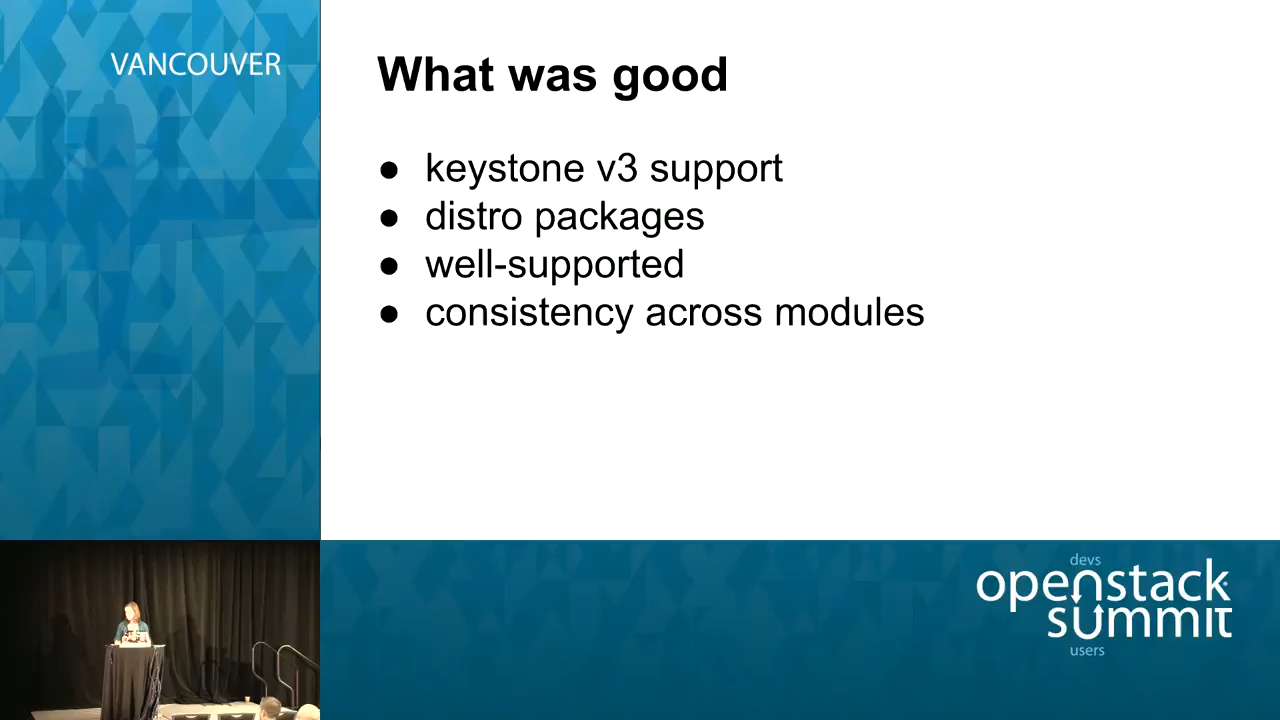 VANCOUVER
What was good
● keystone v3 support
● distro packages
● well-supported
● consistency across modules
devs
openstack
summit
users